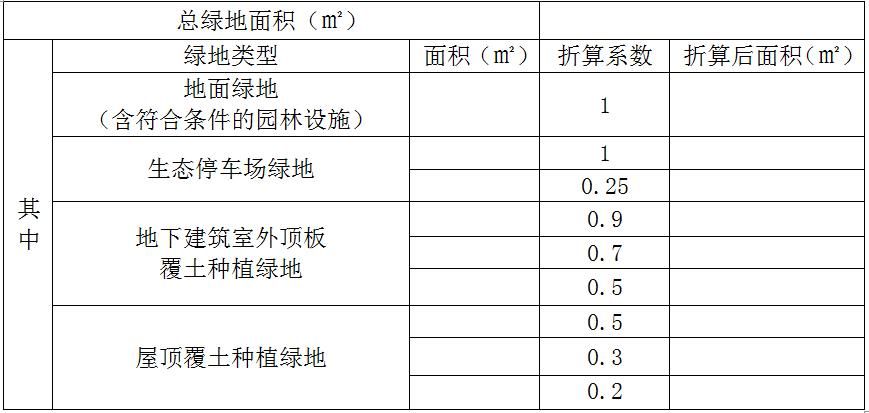 总绿地面积（㎡）
绿地类型 面积（㎡） 折算系数 折算后面积（㎡）
地面绿地
（含符合条件的园林设施）
1
生态停车场绿地
1
0.25
其
中
地下建筑室外顶板
覆土种植绿地
0.9
0.7
0.5
屋顶覆土种植绿地
0.5
0.3
0.2